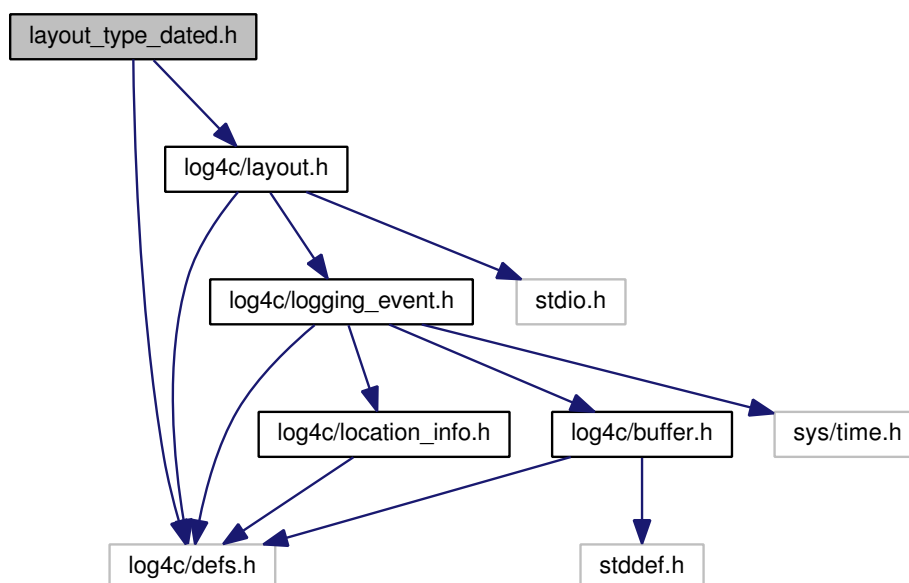 layout_type_dated.h
log4c/layout.h
log4c/logging_event.h
stdio.h
log4c/location_info.h
log4c/buffer.h
sys/time.h
log4c/defs.h
stddef.h